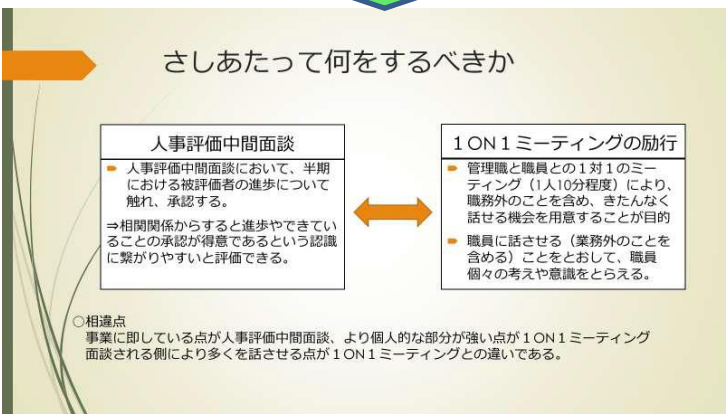 さしあたって何をするべきか
人事評価中間面談
人事評価中間面談において、半期
における被評価者の進歩について
触れ、承認する。
⇒相関関係からすると進歩やできてい
ることの承認が得意であるという認識
に繋がりやすいと評価できる。
1ON1ミーティングの励行
管理職と職員との1対1のミー
ティング(1人10分程度)により、
職務外のことを含め、きたんなく
話せる機会を用意することが目的
職員に話させる(業務外のことを
含める)ことをとおして、職員
個々の考えや意識をとらえる。
○相違点
事業に即している点が人事評価中間面談、より個人的な部分が強い点が1ON1ミーティング
面談される側により多くを話させる点が1ON1ミーティングとの違いである。